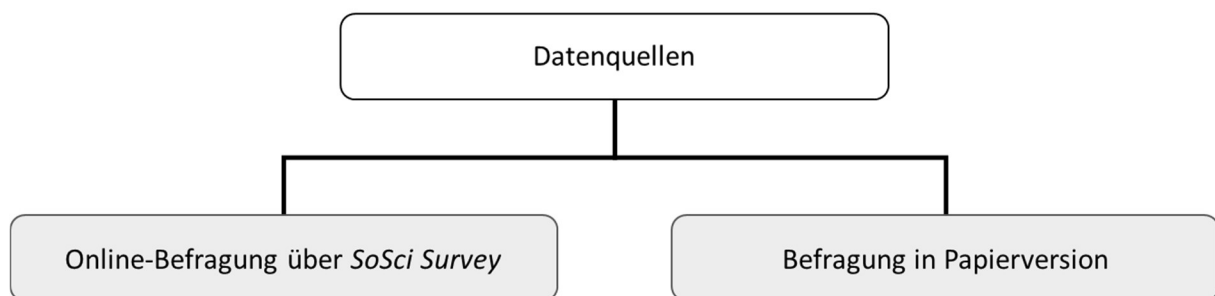 Datenquellen
Online-Befragung über SoSci Survey
Befragung in Papierversion